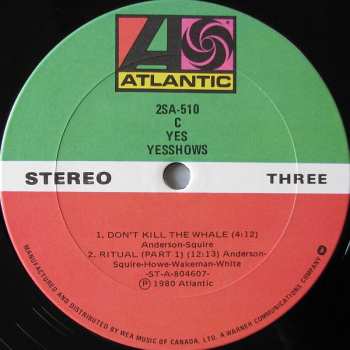 ATLANTIC
2SA-510
C
YES
YESSHOWS
STEREO THREE
1. DON'T KILL THE WHALE (4:12)
Anderson-Squire
2. RITUAL (PART 1) (12:13) Anderson-
Squire-Howe-Wakeman-White
-ST-A-804607-
Ⓟ 1980 Atlantic
MANUFACTURED AND DISTRIBUTED BY WEA MUSIC OF CANADA, LTD. A WARNER COMMUNICATIONS COMPANY